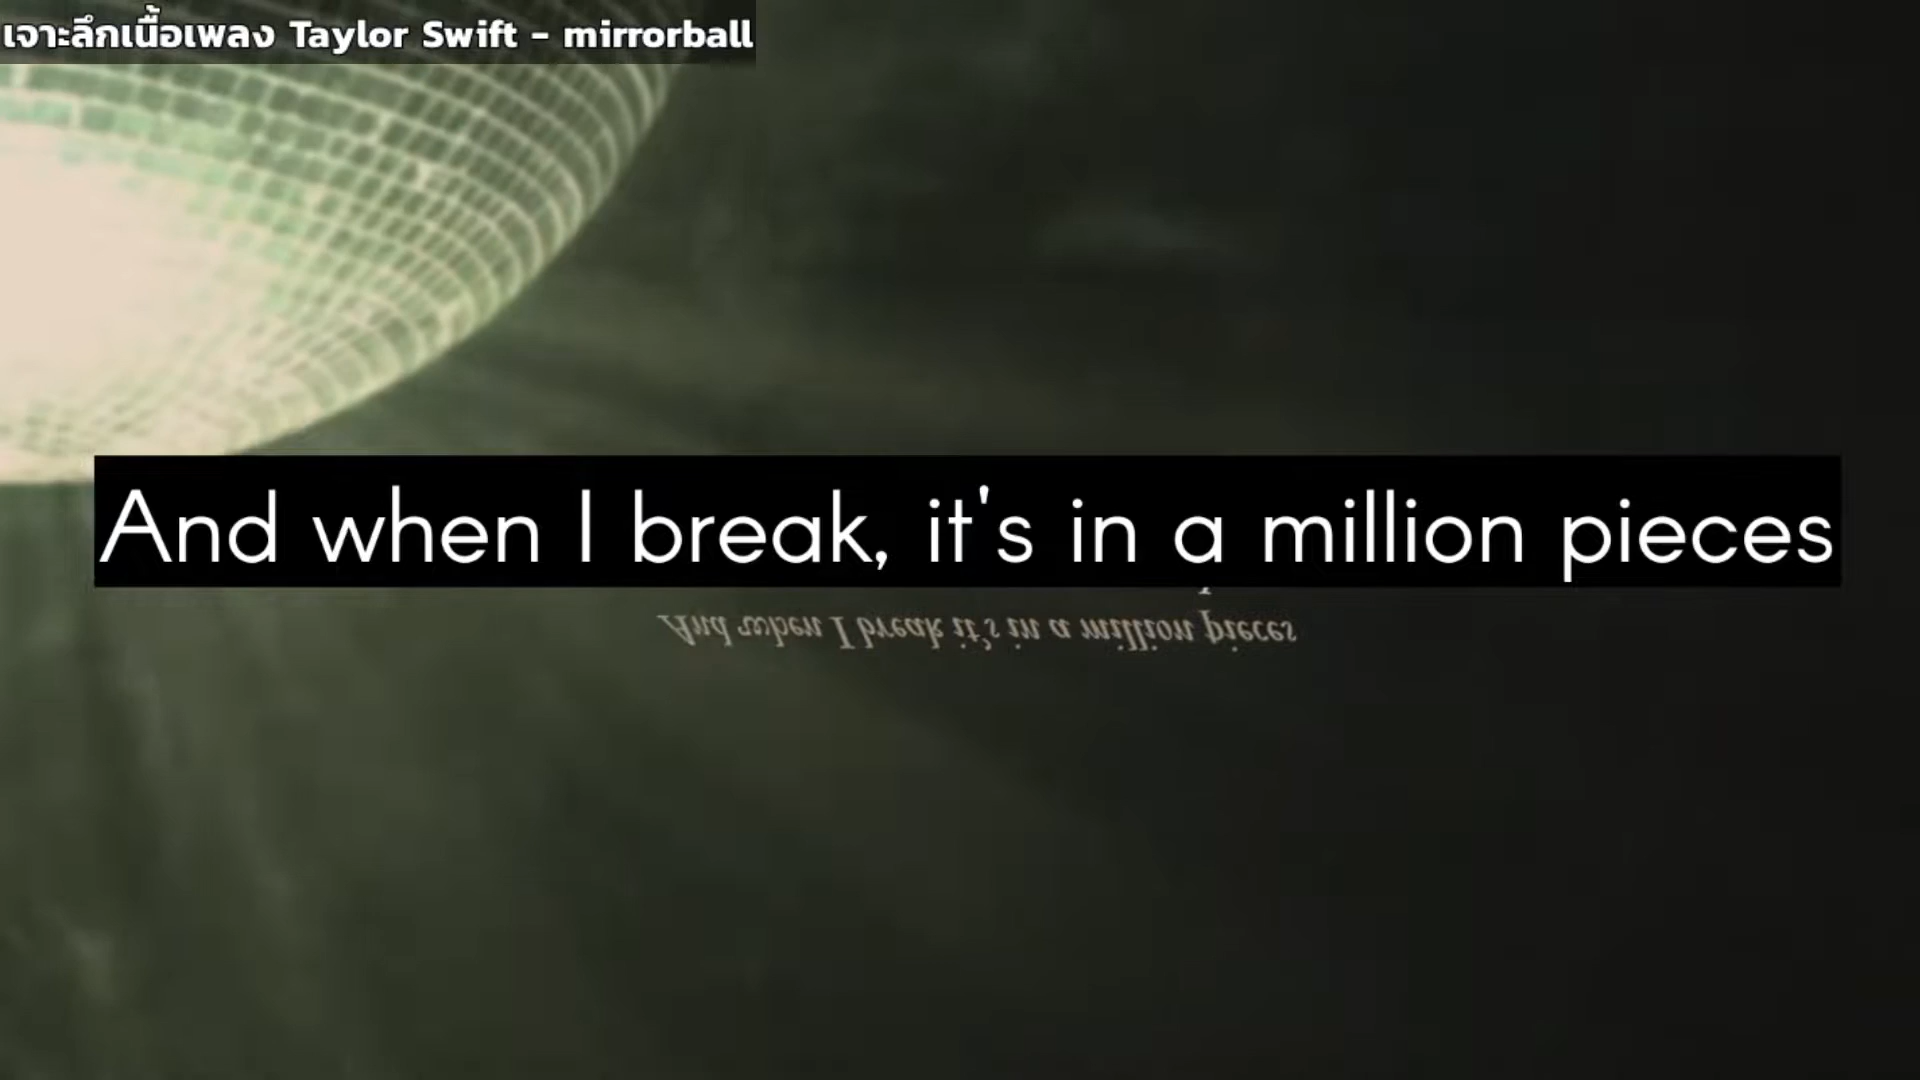 เจาะลึกเนื้อเพลง Taylor Swift - mirrorball
And when I break, it's in a million pieces
And when I break it's in a million pieces